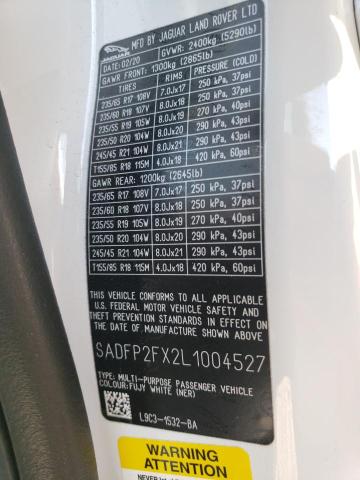 JAGUAR
MFD BY JAGUAR LAND ROVER LTD
DATE: 02/20 GVWR: 2400kg (5290lb)
GAWR FRONT: 1300kg (2865lb)
TIRES RIMS PRESSURE (COLD)
235/65 R17 108V 7.0Jx17 250 kPa, 37psi
235/60 R18 107V 8.0Jx18 250 kPa, 37psi
235/55 R19 105W 8.0Jx19 270 kPa, 40psi
235/50 R20 104W 8.0Jx20 290 kPa, 43psi
245/45 R21 104W 8.0Jx21 290 kPa, 43psi
T155/85 R18 115M 4.0Jx18 420 kPa, 60psi
GAWR REAR: 1200kg (2645lb)
235/65 R17 108V 7.0Jx17 250 kPa, 37psi
235/60 R18 107V 8.0Jx18 250 kPa, 37psi
235/55 R19 105W 8.0Jx19 270 kPa, 40psi
235/50 R20 104W 8.0Jx20 290 kPa, 43psi
245/45 R21 104W 8.0Jx21 290 kPa, 43psi
T155/85 R18 115M 4.0Jx18 420 kPa, 60psi
THIS VEHICLE CONFORMS TO ALL APPLICABLE
U.S. FEDERAL MOTOR VEHICLE SAFETY
AND THEFT PREVENTION STANDARDS IN EFFECT
ON THE DATE OF MANUFACTURE SHOWN ABOVE
SADFP2FX2L1004527
TYPE: MULTI-PURPOSE PASSENGER VEHICLE
COLOUR:FUJI WHITE (NER)
L9C3-1532-BA
WARNING
ATTENTION